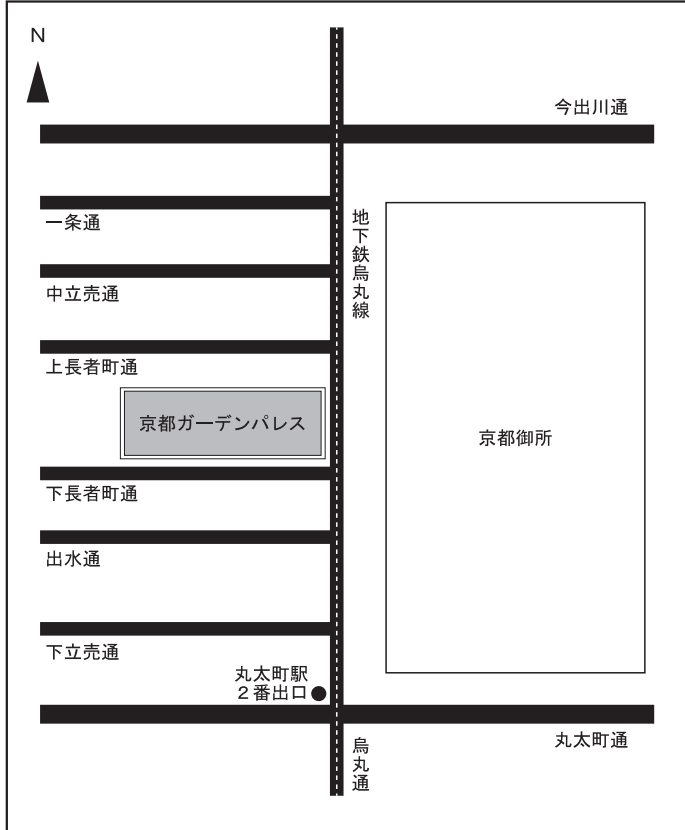 N
今出川通
一条通
地下鉄烏丸線
中立売通
上長者町通
京都ガーデンパレス
京都御所
下長者町通
出水通
下立売通
丸太町駅
2番出口
丸太町通
烏丸通